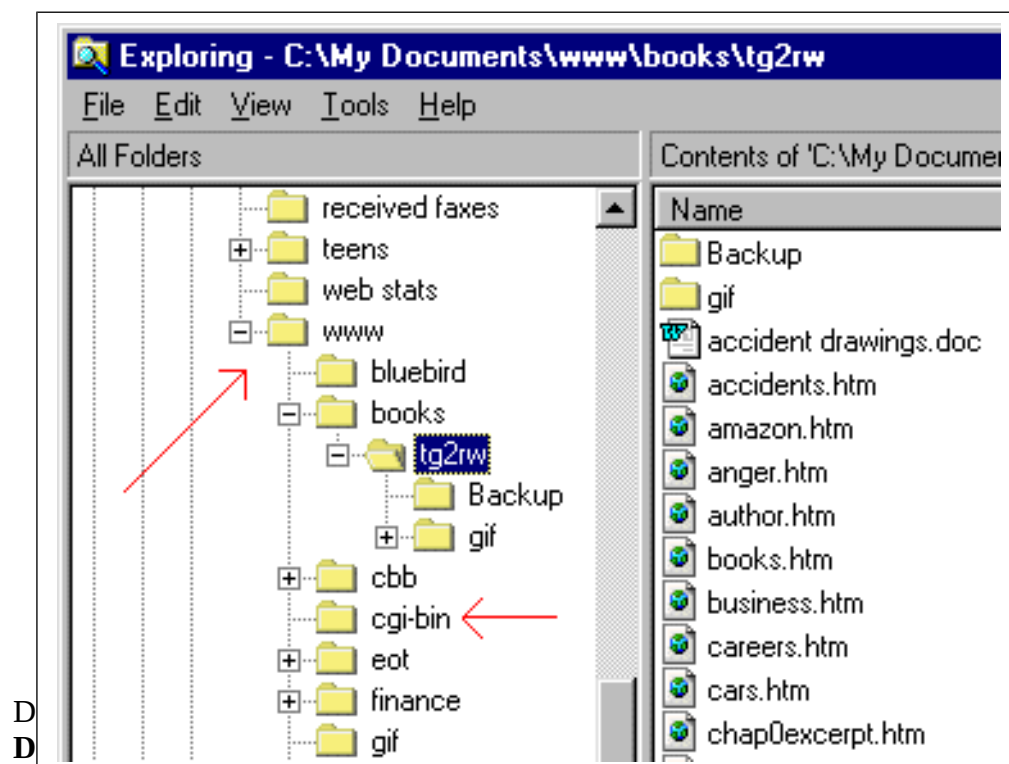 Exploring - C:\My Documents\www\books\tg2rw
File Edit View Tools Help
All Folders
received faxes
teens
web stats
www
bluebird
books
tg2rw
Backup
gif
cbb
cgi-bin
eot
finance
gif
Contents of 'C:\My Documen
Name
Backup
gif
accident drawings.doc
accidents.htm
amazon.htm
anger.htm
author.htm
books.htm
business.htm
careers.htm
cars.htm
chap0excerpt.htm
D
D